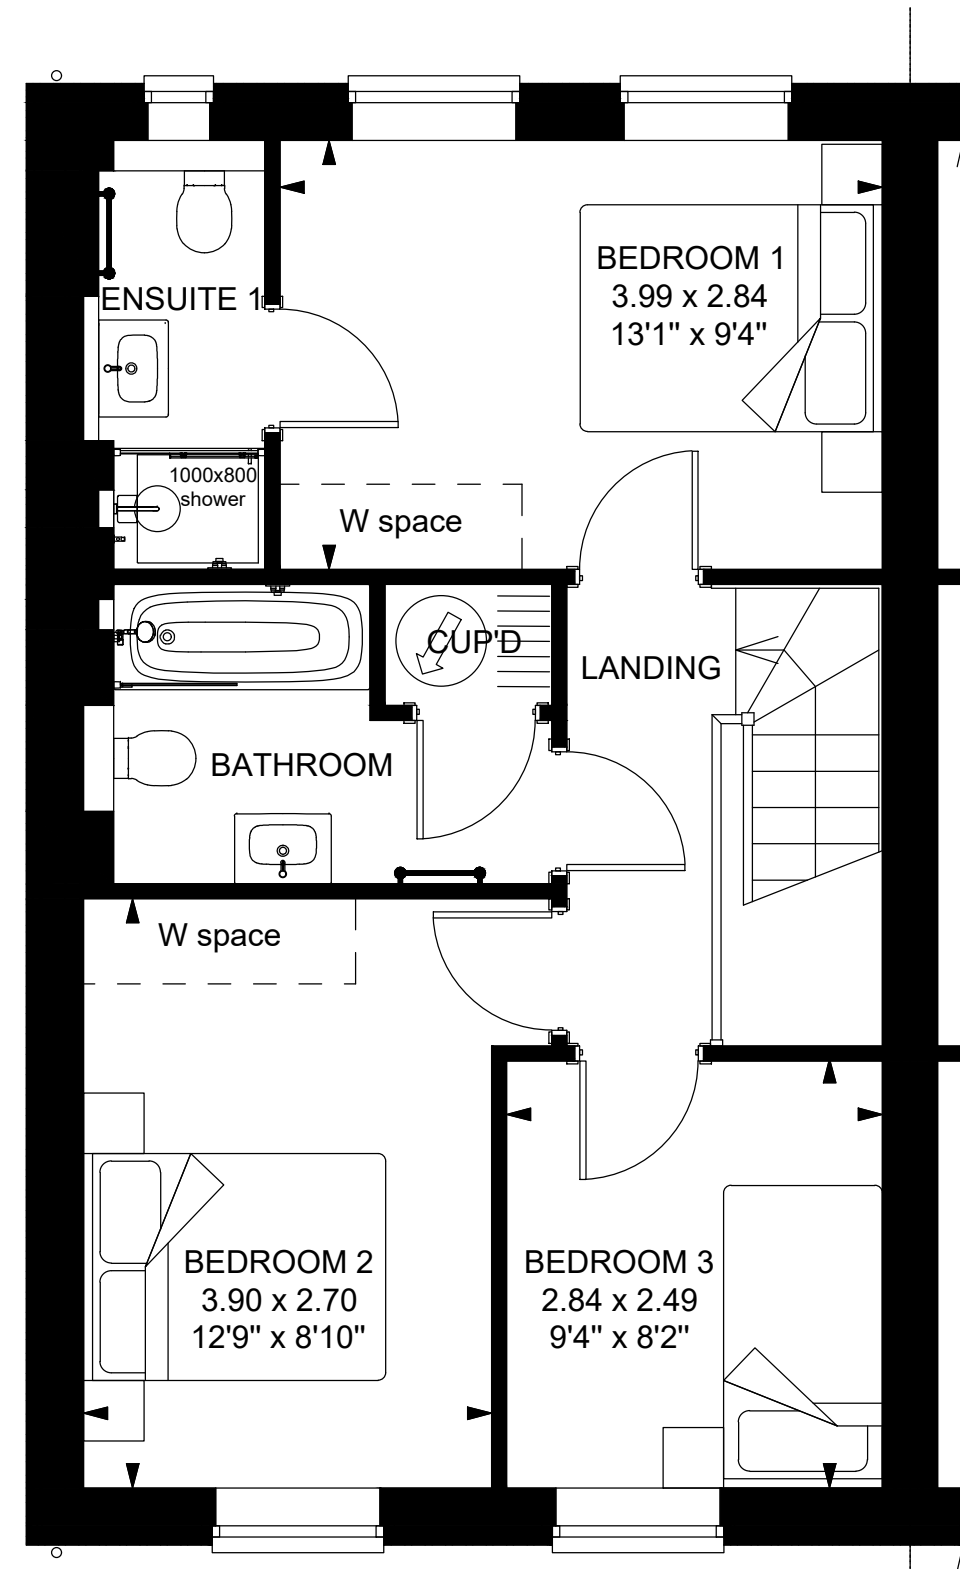 BEDROOM 1
3.99 x 2.84
13'1" x 9'4"
ENSUITE 1
1000x800
shower
W space
CUP'D
LANDING
BATHROOM
W space
BEDROOM 2
3.90 x 2.70
12'9" x 8'10"
BEDROOM 3
2.84 x 2.49
9'4" x 8'2"